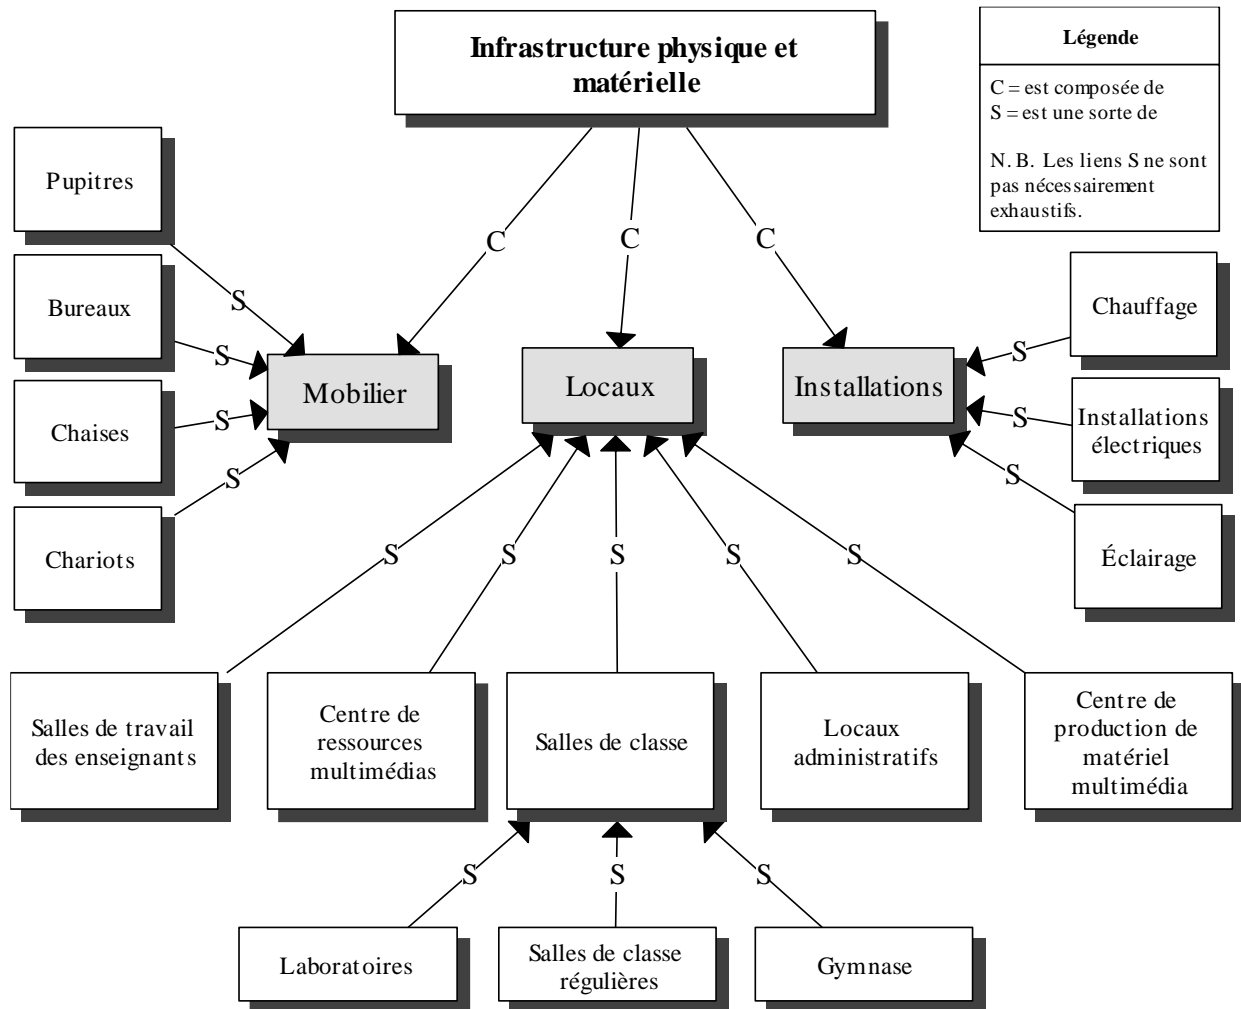 Infrastructure physique et
matérielle
Légende
C = est composée de
S = est une sorte de
N. B. Les liens S ne sont
pas nécessairement
exhaustifs.
Pupitres
Bureaux
Chaises
Chariots
C
C
C
S
S
S
S
Mobilier
Locaux
Installations
S
S
S
Chauffage
Installations
électriques
Éclairage
S
S
S
S
S
Salles de travail
des enseignants
Centre de
ressources
multimédias
Salles de classe
Locaux
administratifs
Centre de
production de
matériel
multimédia
S
S
S
Laboratoires
Salles de classe
régulières
Gymnase